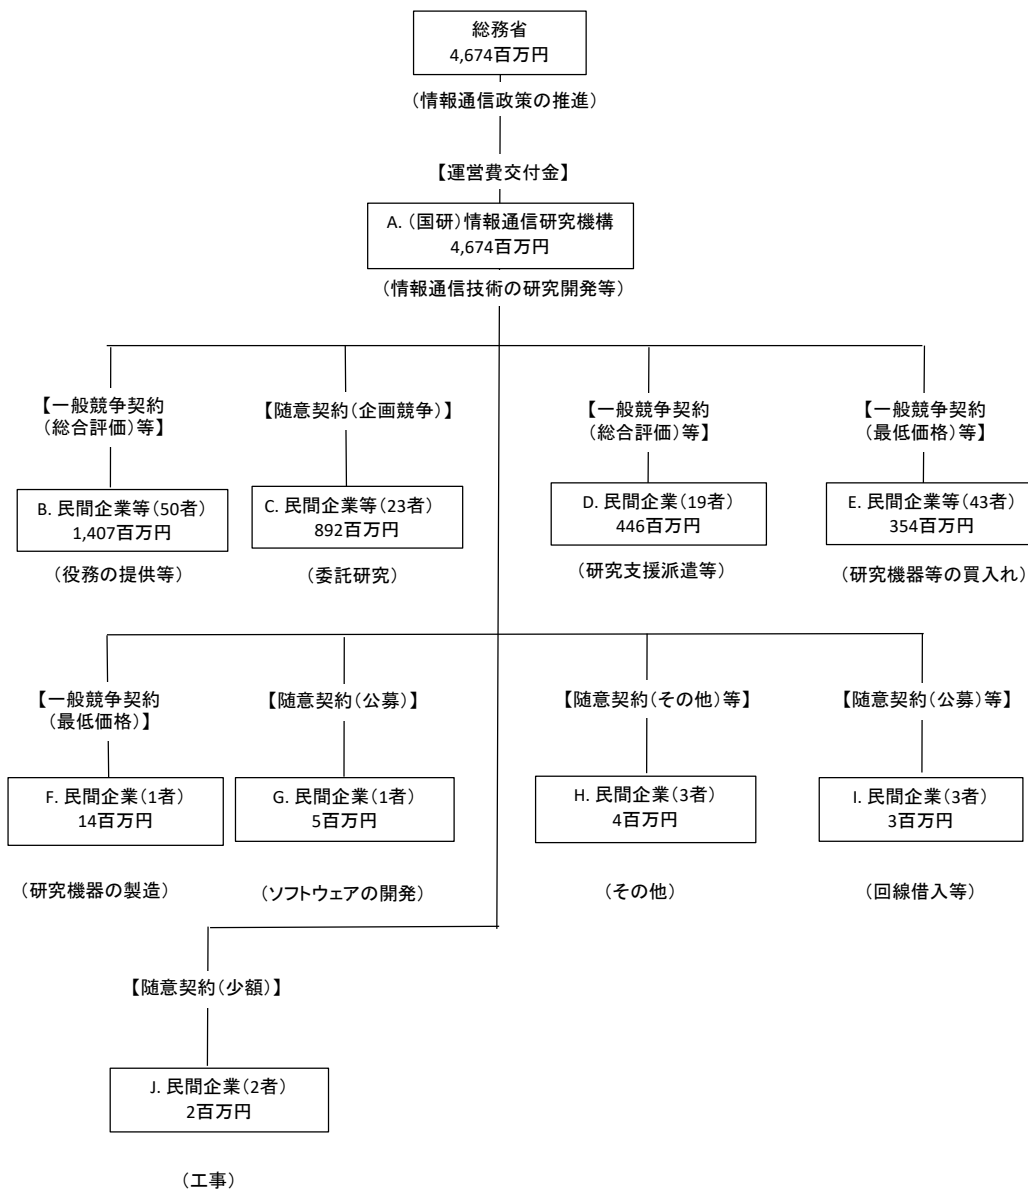 総務省
4,674百万円
（情報通信政策の推進）
【運営費交付金】
A.（国研）情報通信研究機構
4,674百万円
（情報通信技術の研究開発等）
【一般競争契約
（総合評価）等】
【随意契約（企画競争）】
【一般競争契約
（総合評価）等】
【一般競争契約
（最低価格）等】
B. 民間企業等（50者）
1,407百万円
C. 民間企業等（23者）
892百万円
D. 民間企業（19者）
446百万円
E. 民間企業等（43者）
354百万円
（役務の提供等）
（委託研究）
（研究支援派遣等）
（研究機器等の買入れ）
【一般競争契約
（最低価格）】
【随意契約（公募）】
【随意契約（その他）等】
【随意契約（公募）等】
F. 民間企業（1者）
14百万円
G. 民間企業（1者）
5百万円
H. 民間企業（3者）
4百万円
I. 民間企業（3者）
3百万円
（研究機器の製造）
（ソフトウェアの開発）
（その他）
（回線借入等）
【随意契約（少額）】
J. 民間企業（2者）
2百万円
（工事）